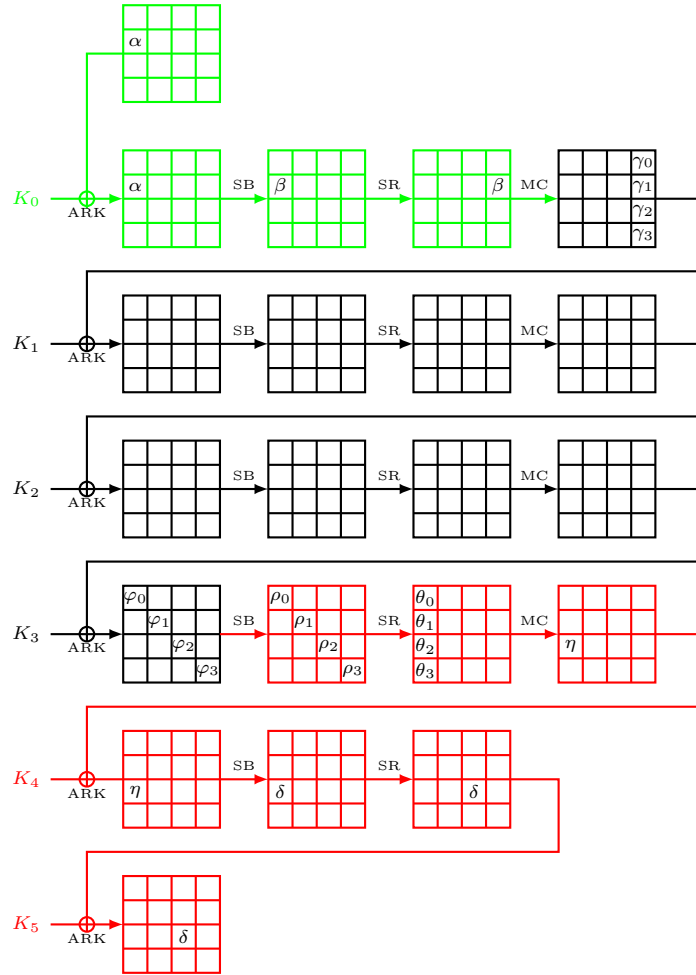 α
K₀ ARK α SB β SR β MC γ₀
γ₁
γ₂
γ₃
K₁ ARK SB SR MC
K₂ ARK SB SR MC
K₃ ARK φ₀ SB ρ₀ SR θ₀ MC
φ₁ ρ₁ θ₁
φ₂ ρ₂ θ₂ η
φ₃ ρ₃ θ₃
K₄ ARK η SB δ SR δ
K₅ ARK δ